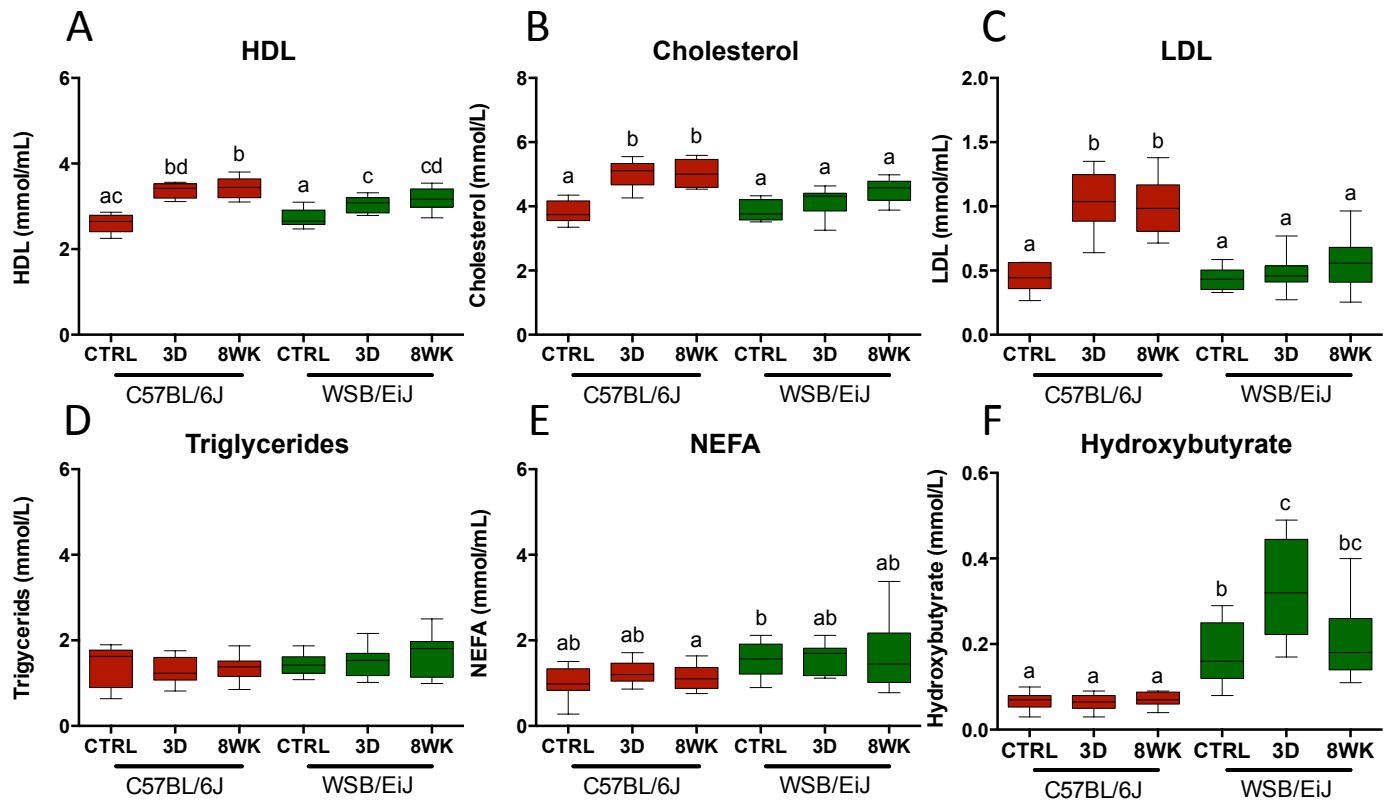 A
HDL
HDL (mmol/mL)
6
4
2
0
ac
bd
b
a
c
cd
CTRL 3D 8WK CTRL 3D 8WK
C57BL/6J WSB/EiJ
B
Cholesterol
Cholesterol (mmol/L)
8
6
4
2
0
a
b
b
a
a
a
CTRL 3D 8WK CTRL 3D 8WK
C57BL/6J WSB/EiJ
C
LDL
LDL (mmol/mL)
2.0
1.5
1.0
0.5
0.0
a
b
b
a
a
a
CTRL 3D 8WK CTRL 3D 8WK
C57BL/6J WSB/EiJ
D
Triglycerides
Trigycerids (mmol/L)
6
4
2
0
CTRL 3D 8WK CTRL 3D 8WK
C57BL/6J WSB/EiJ
E
NEFA
NEFA (mmol/mL)
6
4
2
0
ab
ab
a
b
ab
ab
CTRL 3D 8WK CTRL 3D 8WK
C57BL/6J WSB/EiJ
F
Hydroxybutyrate
Hydroxybutyrate (mmol/L)
0.6
0.4
0.2
0.0
a
a
a
b
c
bc
CTRL 3D 8WK CTRL 3D 8WK
C57BL/6J WSB/EiJ